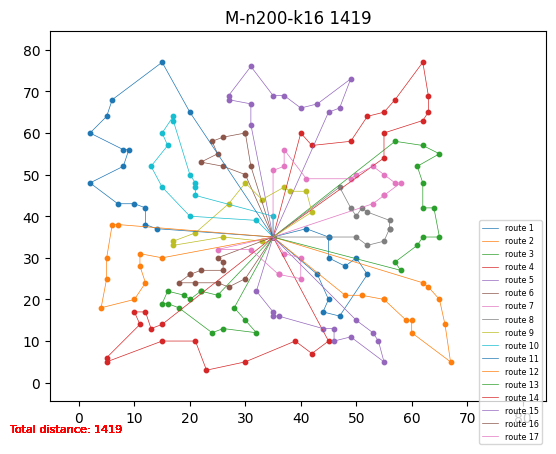 M-n200-k16 1419
80
70
60
50
40
30
20
10
0
0
10
20
30
40
50
60
70
80
route 1
route 2
route 3
route 4
route 5
route 6
route 7
route 8
route 9
route 10
route 11
route 12
route 13
route 14
route 15
route 16
route 17
Total distance: 1419